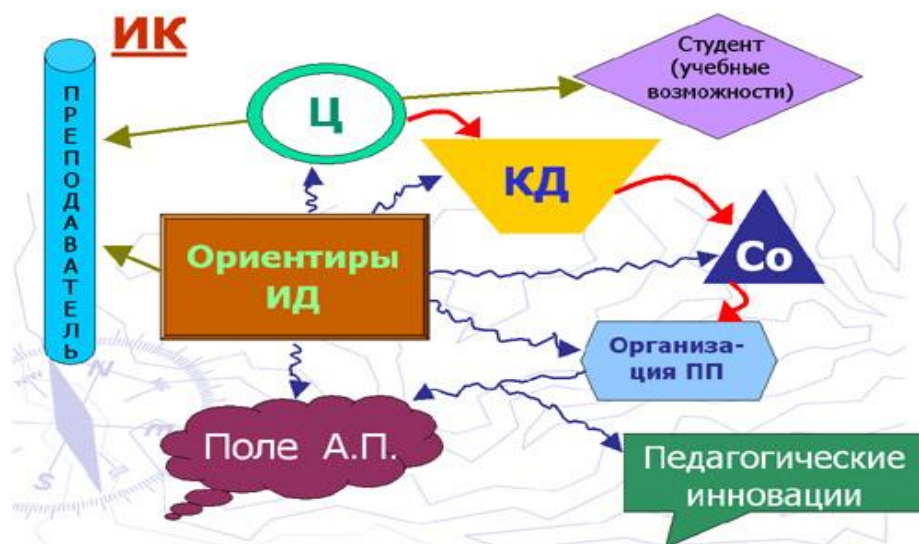 ИК
ПРЕПОДАВАТЕЛЬ
Студент
(учебные
возможности)
Ц
КД
Со
Ориентиры
ИД
Организа-
ция ПП
Поле А.П.
Педагогические
инновации
N
S